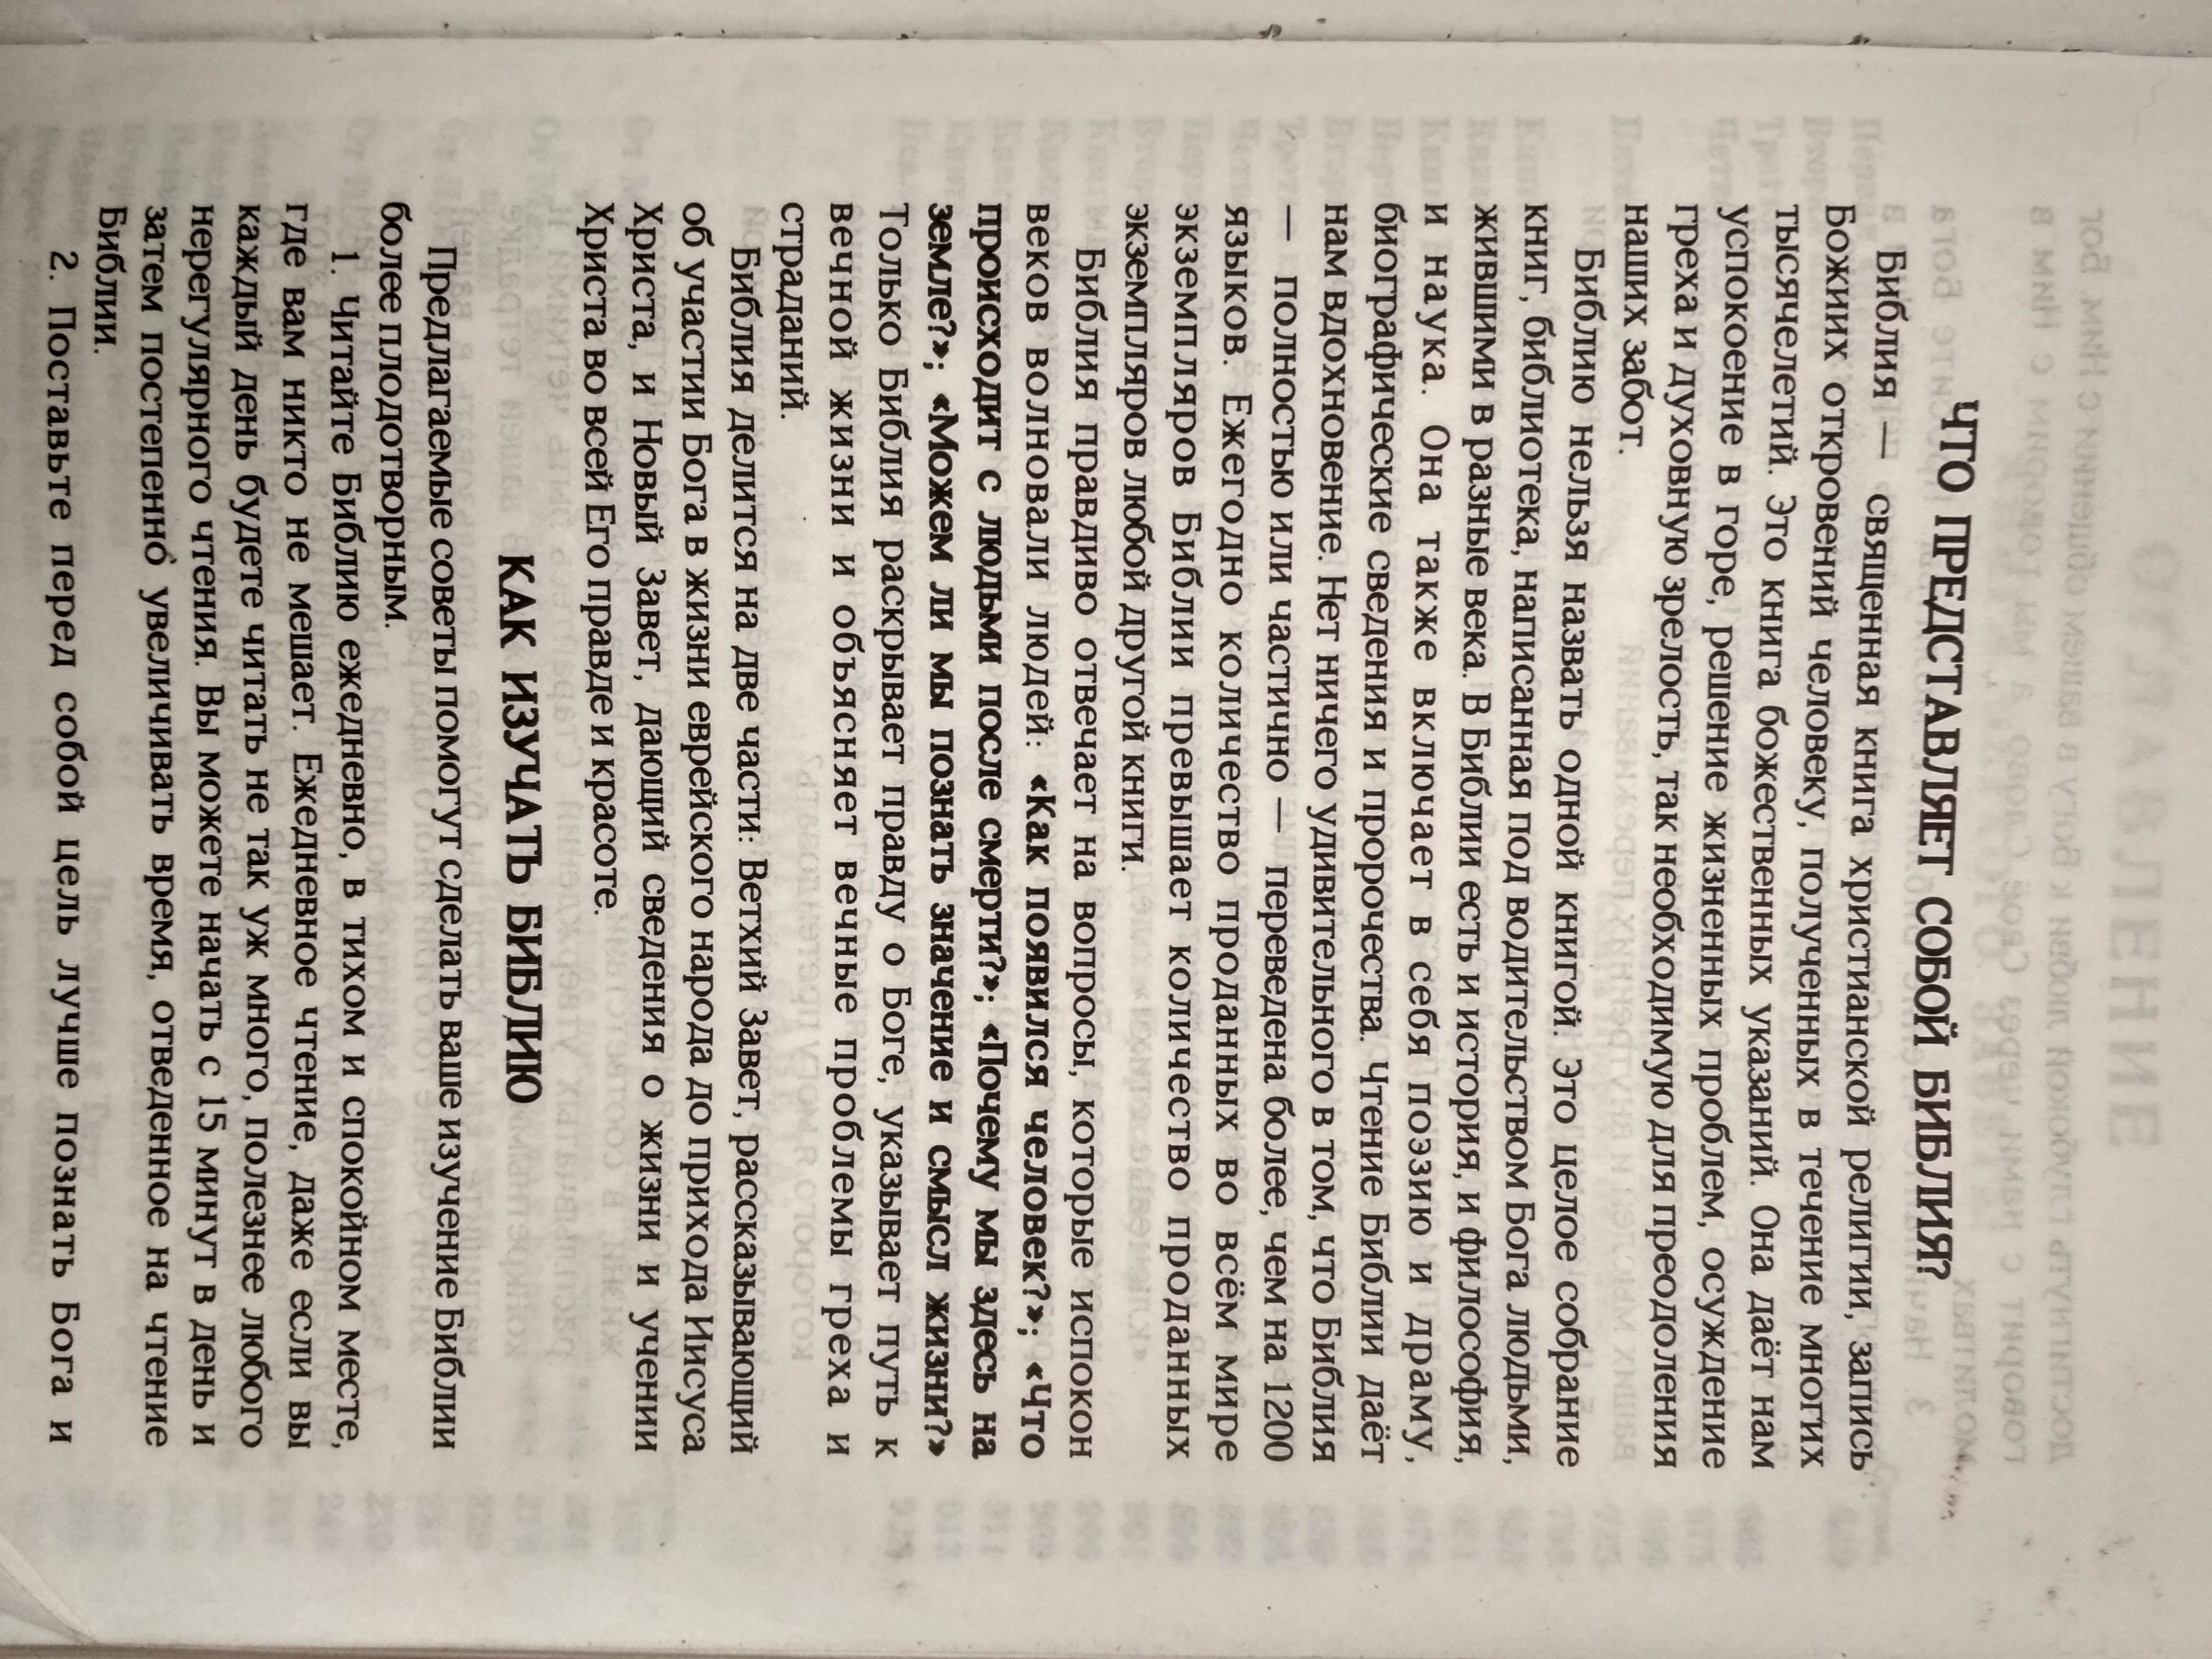 ЧТО ПРЕДСТАВЛЯЕТ СОБОЙ БИБЛИЯ?
Библия — священная книга христианской религии, запись
Божиих откровений человеку, полученных в течение многих
тысячелетий. Это книга божественных указаний. Она даёт нам
успокоение в горе, решение жизненных проблем, осуждение
греха и духовную зрелость, так необходимую для преодоления
наших забот.
Библию нельзя назвать одной книгой. Это целое собрание
книг, библиотека, написанная под водительством Бога людьми,
жившими в разные века. В Библии есть и история, и философия,
и наука. Она также включает в себя поэзию и драму,
биографические сведения и пророчества. Чтение Библии даёт
нам вдохновение. Нет ничего удивительного в том, что Библия
— полностью или частично — переведена более, чем на 1200
языков. Ежегодно количество проданных во всём мире
экземпляров Библии превышает количество проданных
экземпляров любой другой книги.
Библия правдиво отвечает на вопросы, которые испокон
веков волновали людей: «Как появился человек?»; «Что
происходит с людьми после смерти?»; «Почему мы здесь на
земле?»; «Можем ли мы познать значение и смысл жизни?»
Только Библия раскрывает правду о Боге, указывает путь к
вечной жизни и объясняет вечные проблемы греха и
страданий.
Библия делится на две части: Ветхий Завет, рассказывающий
об участии Бога в жизни еврейского народа до прихода Иисуса
Христа, и Новый Завет, дающий сведения о жизни и учении
Христа во всей Его правде и красоте.
КАК ИЗУЧАТЬ БИБЛИЮ
Предлагаемые советы помогут сделать ваше изучение Библии
более плодотворным.
1. Читайте Библию ежедневно, в тихом и спокойном месте,
где вам никто не мешает. Ежедневное чтение, даже если вы
каждый день будете читать не так уж много, полезнее любого
нерегулярного чтения. Вы можете начать с 15 минут в день и
затем постепенно увеличивать время, отведенное на чтение
Библии.
2. Поставьте перед собой цель лучше познать Бога и